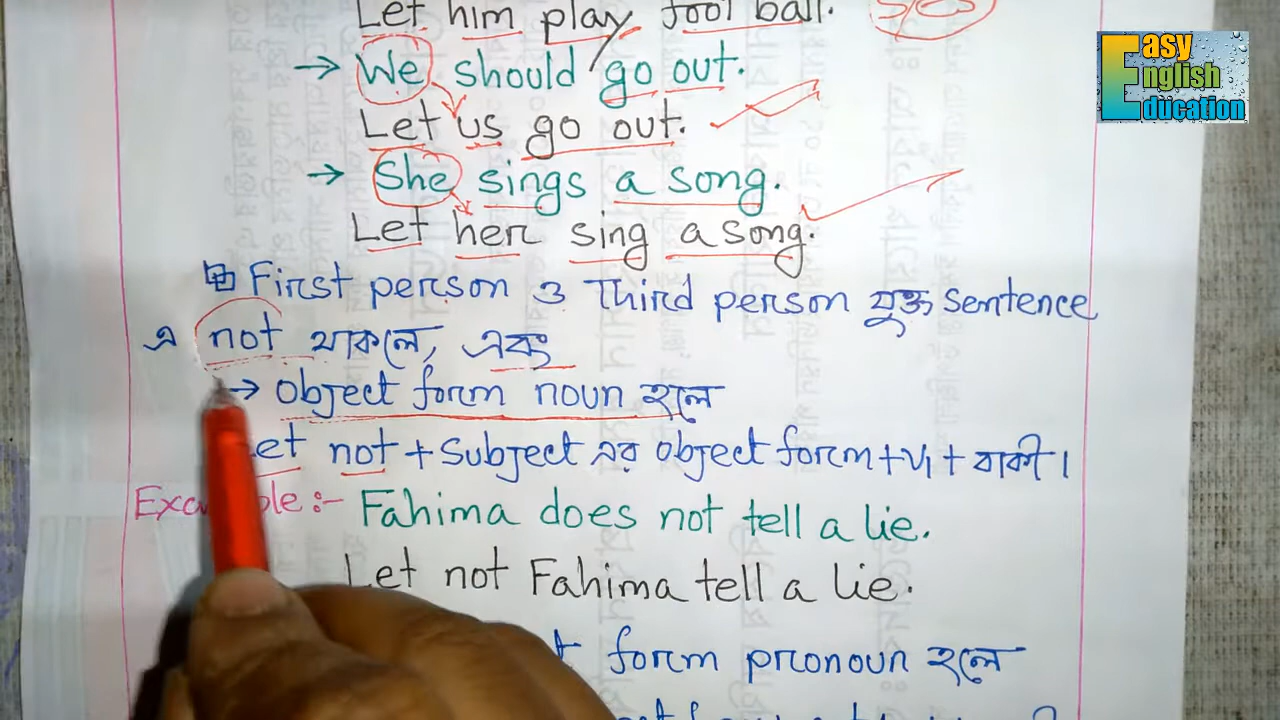 Let him play foot ball.
→ We should go out.
Let us go out.
→ She sings a song.
Let her sing a song.
First person ও Third person যুক্ত sentence
এ not থাকলে, এবং
→ object form noun হলে
Let not + Subject এর object form + V1 + বাকী।
Example :- Fahima does not tell a lie.
Let not Fahima tell a lie.
form pronoun হলে
Easy
English
Education